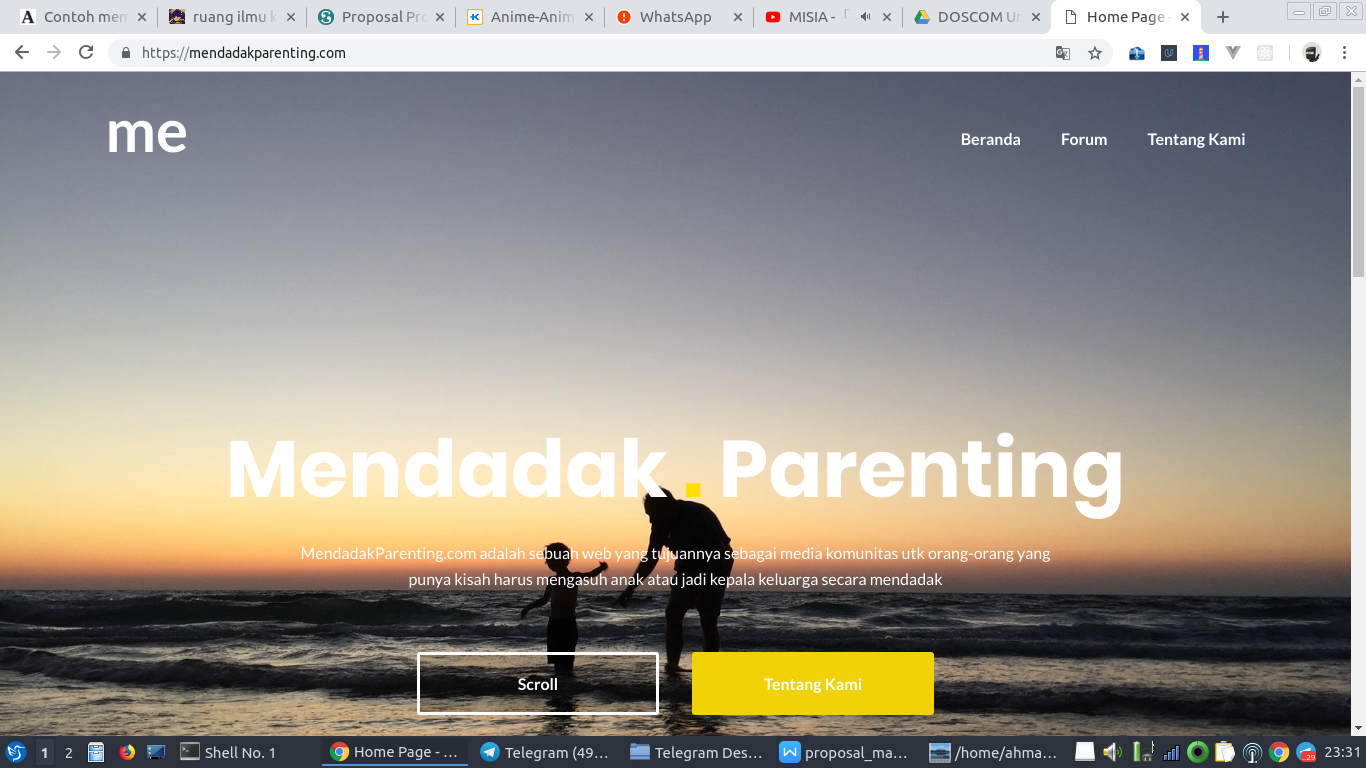 Contoh mem
ruang ilmu k
Proposal Pro
Anime-Anim
WhatsApp
MISIA -「
DOSCOM Un
Home Page -
https://mendadakparenting.com
me
Beranda
Forum
Tentang Kami
Mendadak . Parenting
MendadakParenting.com adalah sebuah web yang tujuannya sebagai media komunitas utk orang-orang yang
punya kisah harus mengasuh anak atau jadi kepala keluarga secara mendadak
Scroll
Tentang Kami
1
2
Shell No. 1
Home Page - ...
Telegram (49...
Telegram Des...
proposal_ma...
/home/ahma...
29
23:31